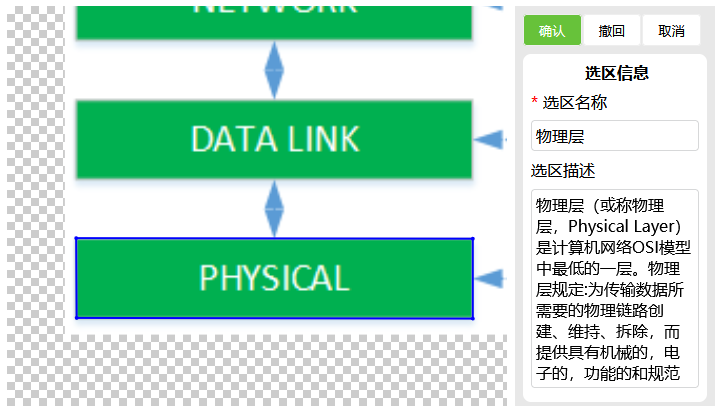 NETWORK
DATA LINK
PHYSICAL
确认 撤回 取消
选区信息
* 选区名称
物理层
选区描述
物理层（或称物理
层，Physical Layer）
是计算机网络OSI模型
中最低的一层。物理
层规定:为传输数据所
需要的物理链路创
建、维持、拆除，而
提供具有机械的，电
子的，功能的和规范